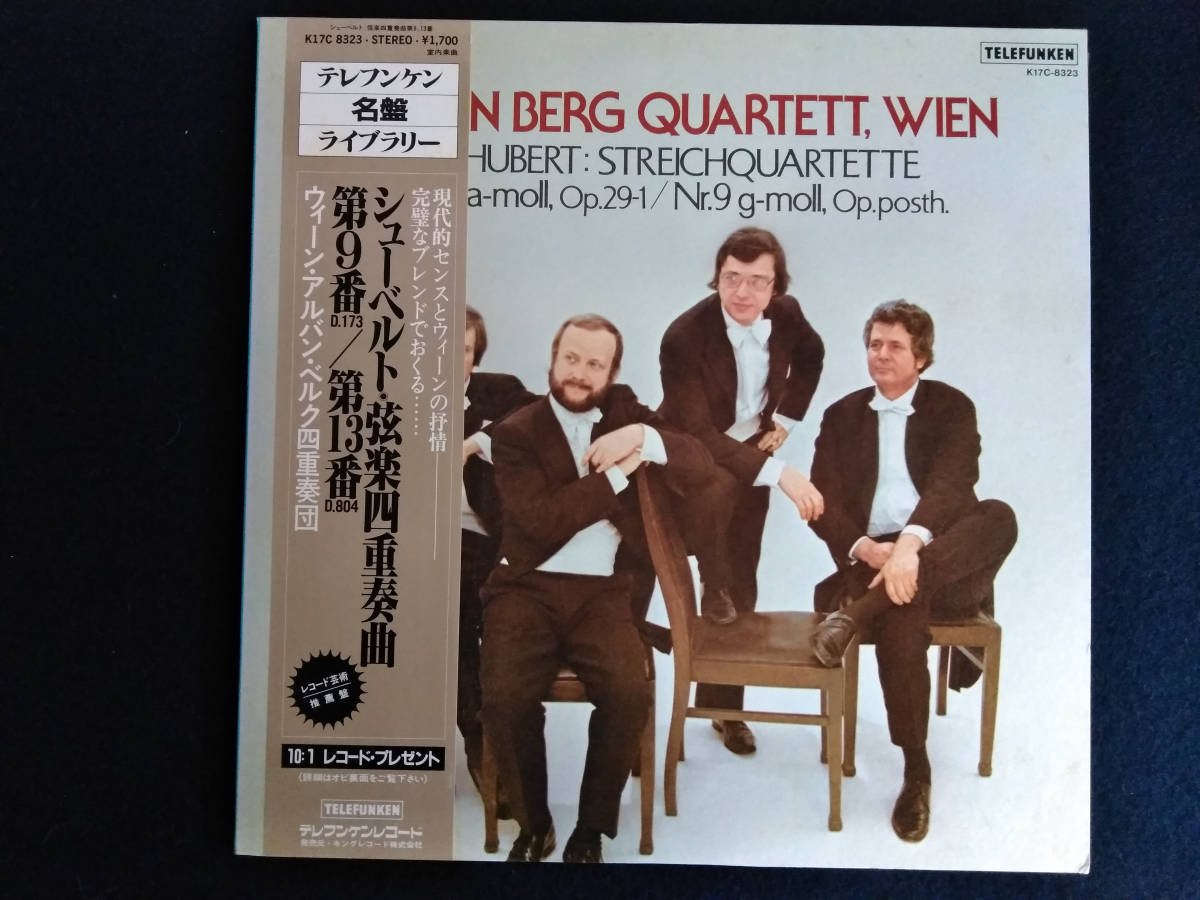 シューベルト 弦楽四重奏曲第9、13番
K17C 8323・STEREO・¥1,700
室内楽曲
テレフンケン
名盤
ライブラリー
現代的センスとウィーンの抒情——
完璧なブレンドでおくる……
シューベルト・弦楽四重奏曲
第9番 D.173／第13番 D.804
ウィーン・アルバン・ベルク四重奏団
レコード芸術
推薦盤
10:1 レコード・プレゼント
(詳細はオビ裏面をご覧下さい)
TELEFUNKEN
テレフンケンレコード
発売元・キングレコード株式会社
TELEFUNKEN
K17C-8323
N BERG QUARTETT, WIEN
HUBERT: STREICHQUARTETTE
a-moll, Op.29-1/Nr.9 g-moll, Op.posth.